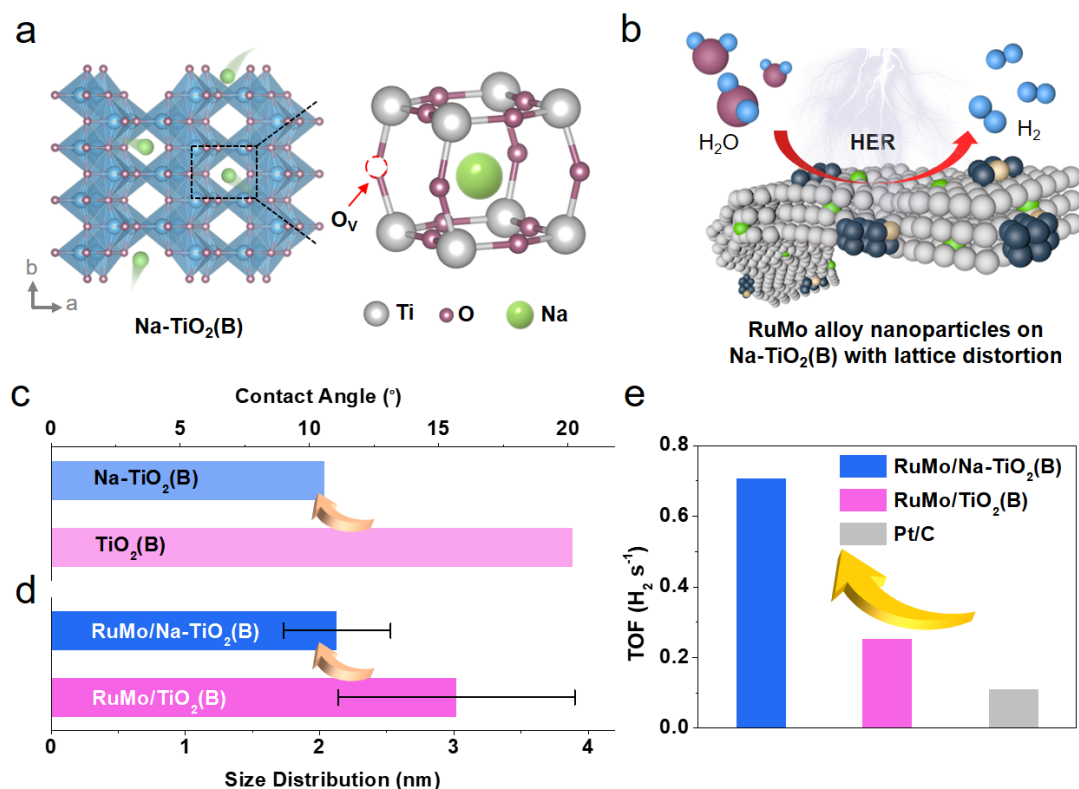 a
O_V
b
a
Na-TiO₂(B)
Ti
O
Na
b
H₂O
HER
H₂
RuMo alloy nanoparticles on
Na-TiO₂(B) with lattice distortion
c
Contact Angle (°)
0 5 10 15 20
Na-TiO₂(B)
TiO₂(B)
d
RuMo/Na-TiO₂(B)
RuMo/TiO₂(B)
0 1 2 3 4
Size Distribution (nm)
e
0.8
0.6
0.4
0.2
0.0
TOF (H₂ s⁻¹)
RuMo/Na-TiO₂(B)
RuMo/TiO₂(B)
Pt/C